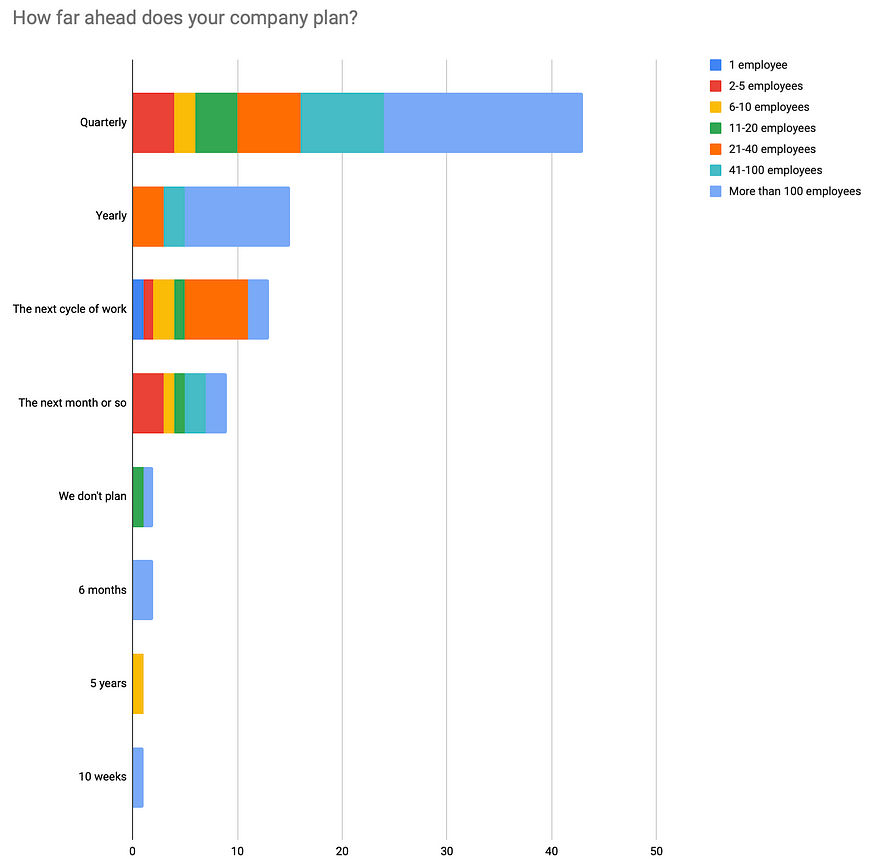 How far ahead does your company plan?
1 employee
2-5 employees
6-10 employees
11-20 employees
21-40 employees
41-100 employees
More than 100 employees
Quarterly
Yearly
The next cycle of work
The next month or so
We don't plan
6 months
5 years
10 weeks
0 10 20 30 40 50